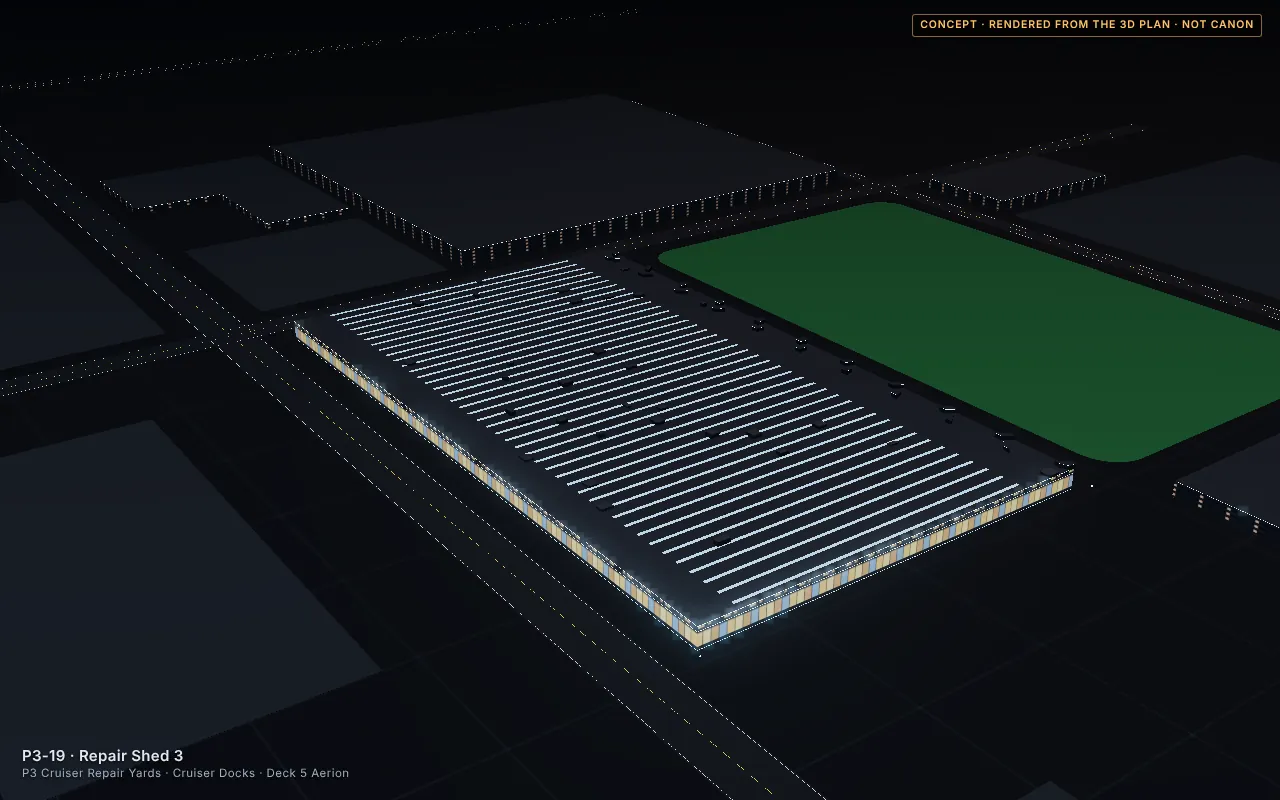 CONCEPT · RENDERED FROM THE 3D PLAN · NOT CANON
P3-19 · Repair Shed 3
P3 Cruiser Repair Yards · Cruiser Docks · Deck 5 Aerion